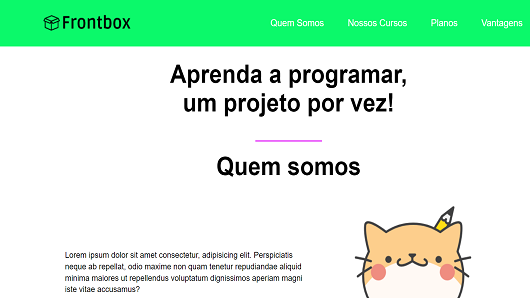 Frontbox
Quem Somos Nossos Cursos Planos Vantagens
Aprenda a programar,
um projeto por vez!
Quem somos
Lorem ipsum dolor sit amet consectetur, adipisicing elit. Perspiciatis
neque ab repellat, odio maxime non quam tenetur repudiandae aliquid
minima maiores ut repellendus voluptatum dignissimos aperiam magni
iste vitae accusamus?